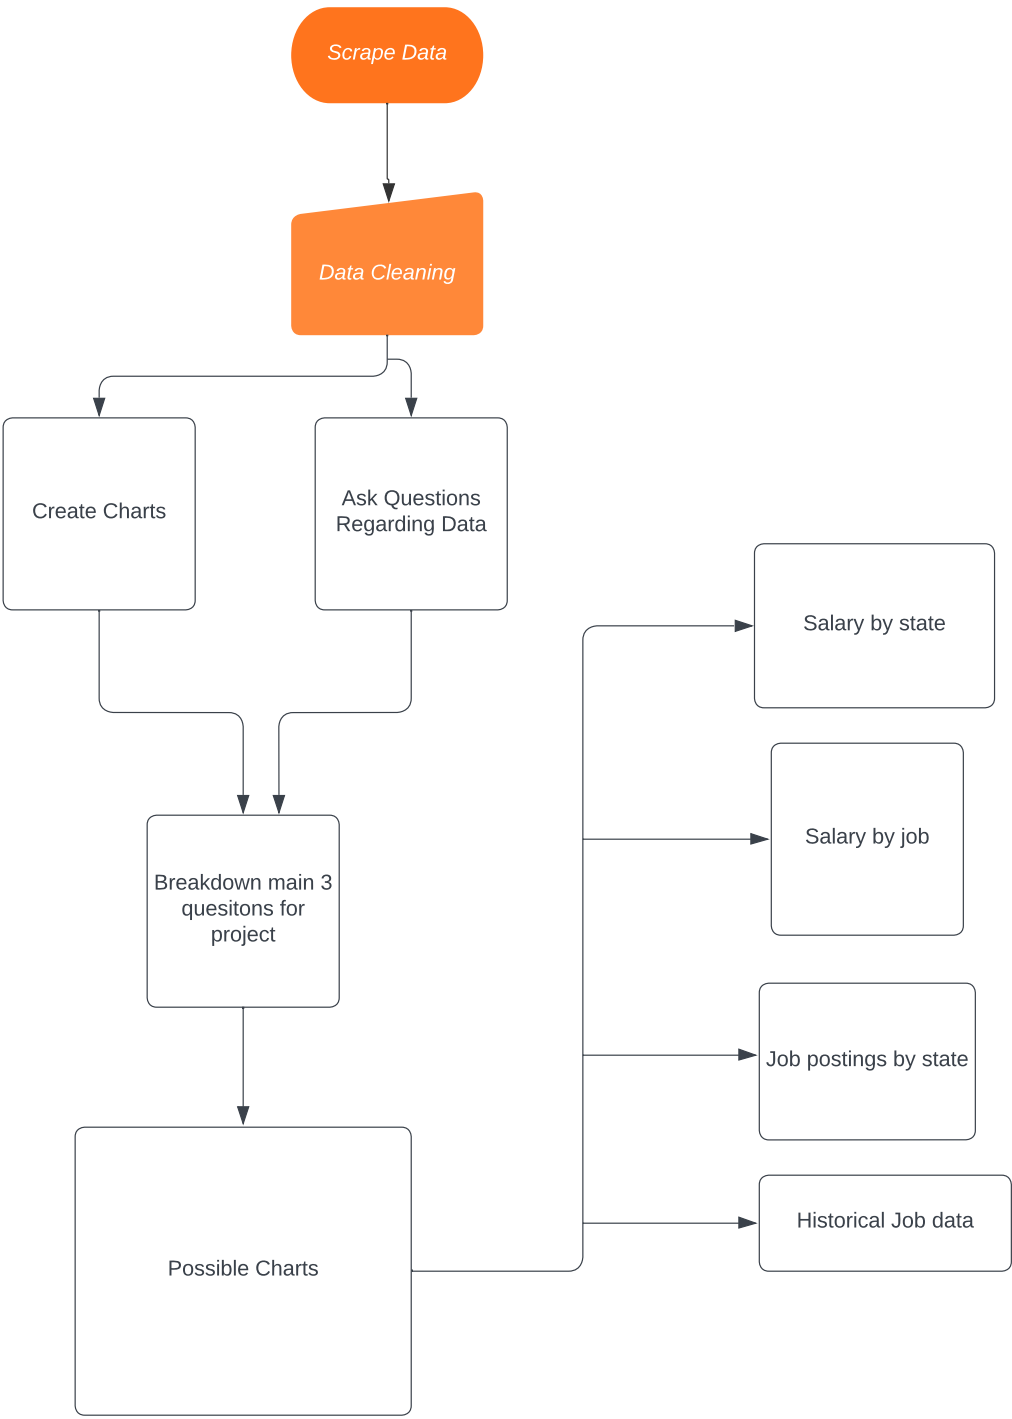 Scrape Data
Data Cleaning
Create Charts
Ask Questions
Regarding Data
Breakdown main 3
quesitons for
project
Possible Charts
Salary by state
Salary by job
Job postings by state
Historical Job data